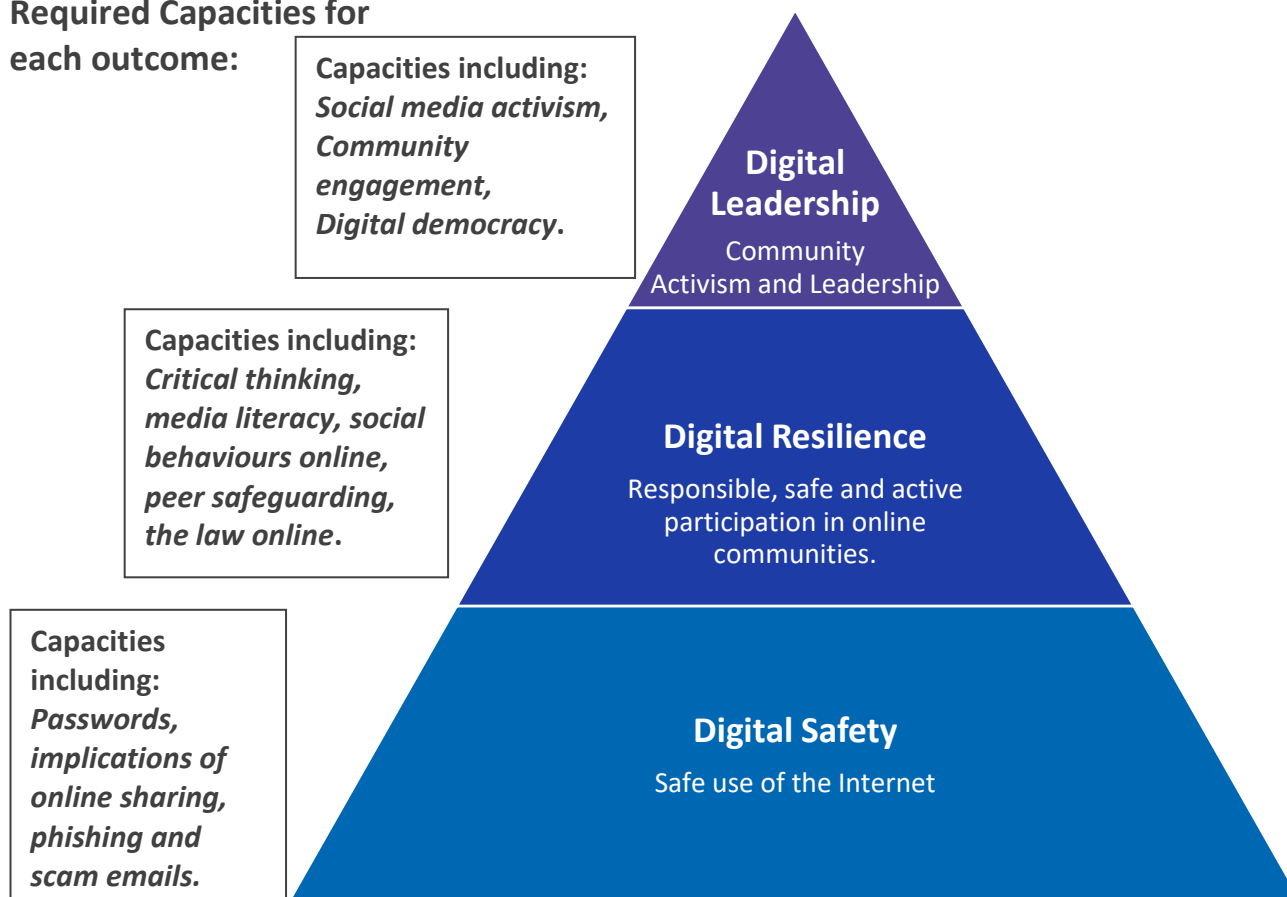 Required Capacities for
each outcome:
Capacities including:
Social media activism,
Community
engagement,
Digital democracy.
Digital
Leadership
Community
Activism and Leadership
Capacities including:
Critical thinking,
media literacy, social
behaviours online,
peer safeguarding,
the law online.
Digital Resilience
Responsible, safe and active
participation in online
communities.
Capacities
including:
Passwords,
implications of
online sharing,
phishing and
scam emails.
Digital Safety
Safe use of the Internet